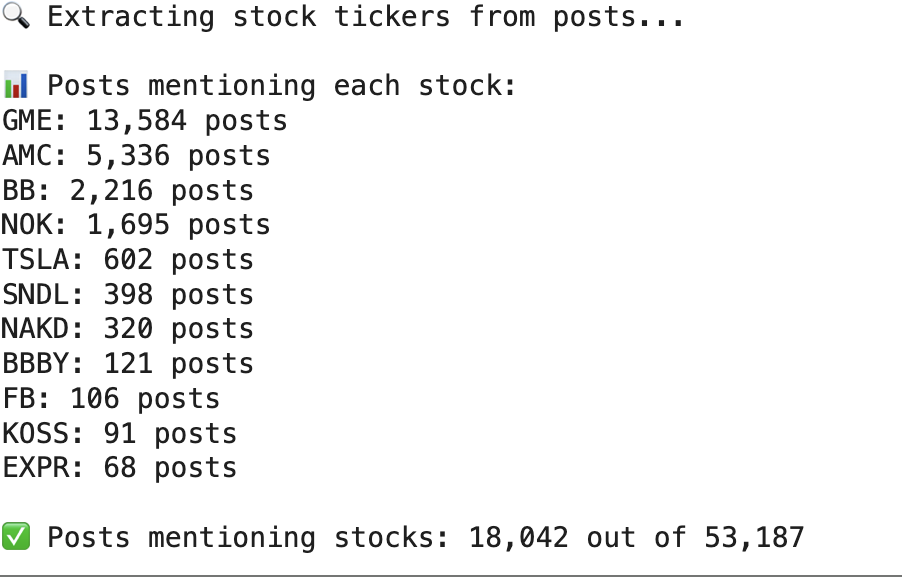 🔍 Extracting stock tickers from posts...
📊 Posts mentioning each stock:
GME: 13,584 posts
AMC: 5,336 posts
BB: 2,216 posts
NOK: 1,695 posts
TSLA: 602 posts
SNDL: 398 posts
NAKD: 320 posts
BBBY: 121 posts
FB: 106 posts
KOSS: 91 posts
EXPR: 68 posts
✅ Posts mentioning stocks: 18,042 out of 53,187